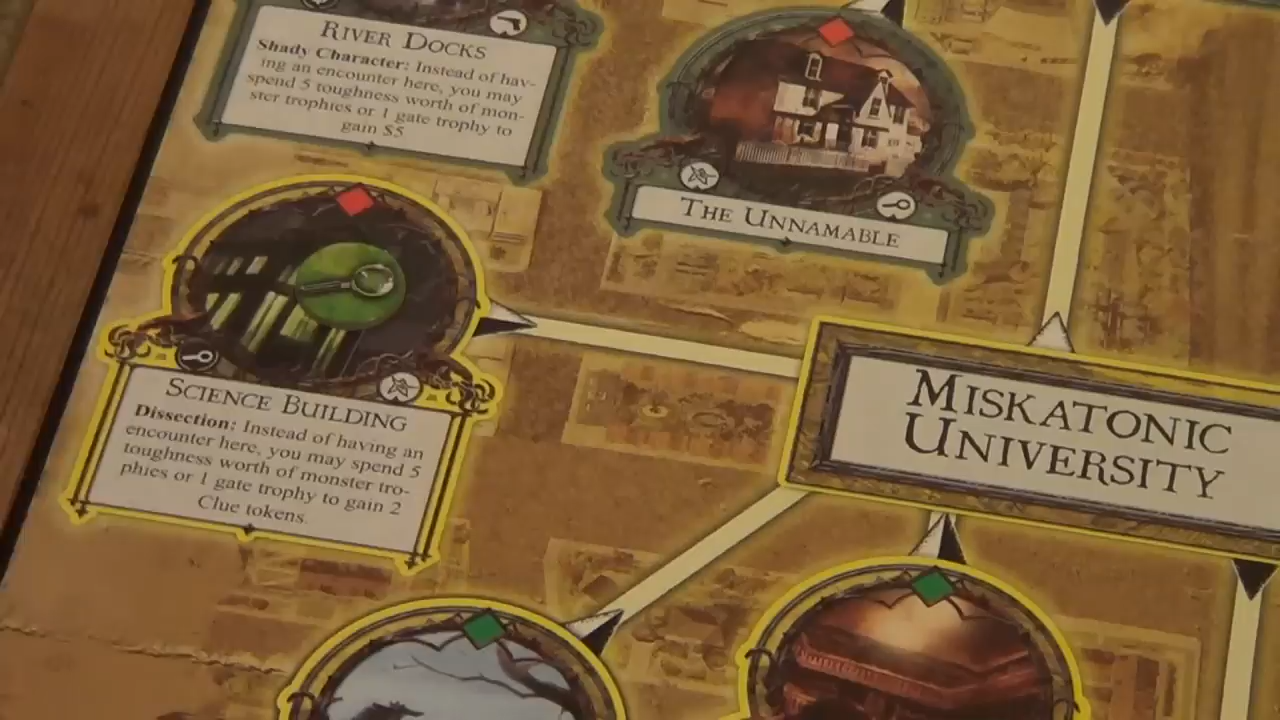 RIVER DOCKS
Shady Character: Instead of hav-
ing an encounter here, you may
spend 5 toughness worth of mon-
ster trophies or 1 gate trophy to
gain $5
THE UNNAMABLE
SCIENCE BUILDING
Dissection: Instead of having an
encounter here, you may spend 5
toughness worth of monster tro-
phies or 1 gate trophy to gain 2
Clue tokens.
MISKATONIC
UNIVERSITY